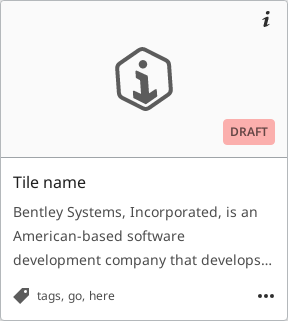 DRAFT
Tile name
Bentley Systems, Incorporated, is an
American-based software
development company that develops...
tags, go, here